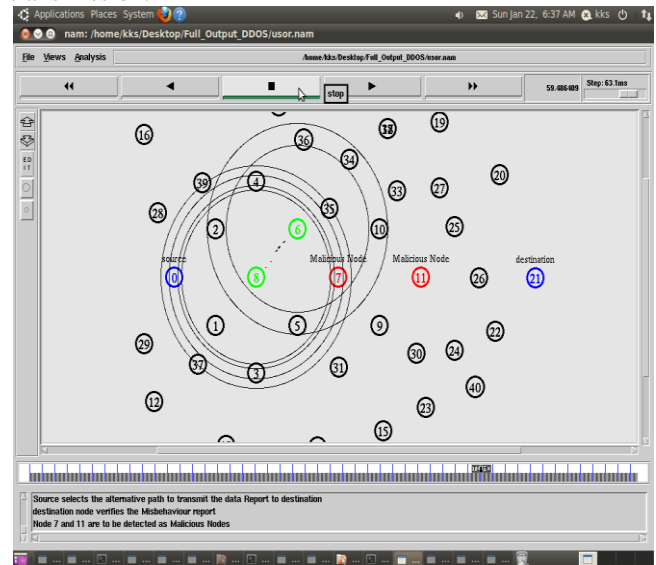 Applications Places System
Sun Jan 22, 6:37 AM kks
nam: /home/kks/Desktop/Full_Output_DDOS/usor.nam
File Views Analysis /home/kks/Desktop/Full_Output_DDOS/usor.nam
stop
59.486409
Step: 63.1ms
ED
IT
16
36
19
34
39
4
20
33
27
28
35
2
6
10
25
source
Malicious Node
Malicious Node
destination
0
8
7
11
26
21
1
5
9
22
29
37
3
31
30
24
40
12
23
15
Source selects the alternative path to transmit the data Report to destination
destination node verifies the Misbehaviour report
Node 7 and 11 are to be detected as Malicious Nodes